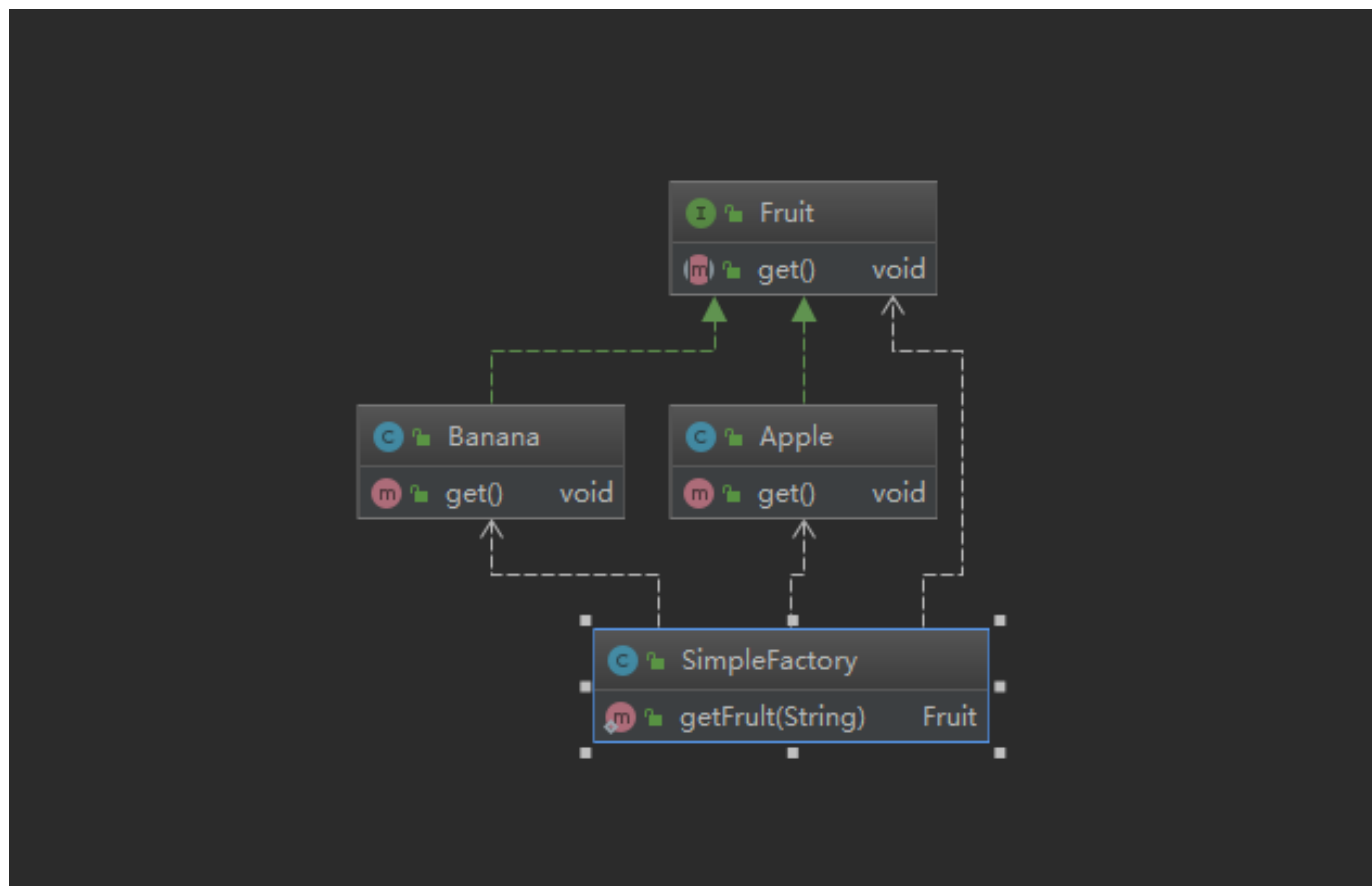 Fruit
get() void
Banana
Apple
get() void
get() void
SimpleFactory
getFrult(String) Fruit